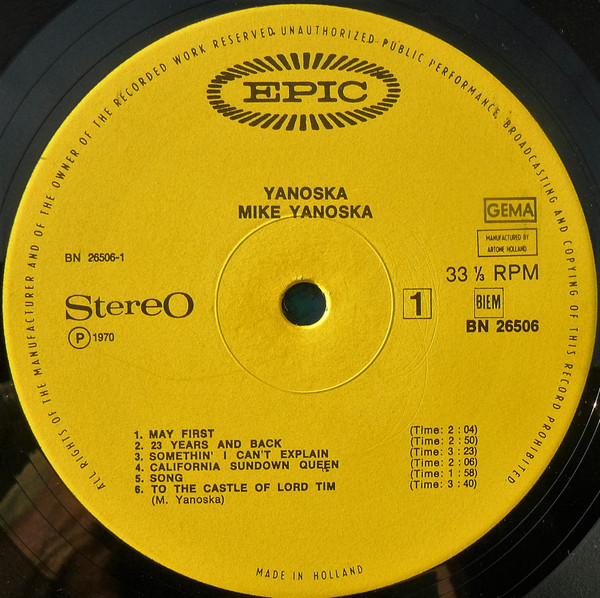 ALL RIGHTS OF THE MANUFACTURER AND OF THE OWNER OF THE RECORDED WORK RESERVED. UNAUTHORIZED PUBLIC PERFORMANCE, BROADCASTING AND COPYING OF THIS RECORD PROHIBITED
EPIC
YANOSKA
MIKE YANOSKA
GEMA
MANUFACTURED BY
ARTONE HOLLAND
BN 26506-1
33 ⅓ RPM
StereO
1
BIEM
P 1970
BN 26506
1. MAY FIRST (Time: 2 : 04)
2. 23 YEARS AND BACK (Time: 2 : 50)
3. SOMETHIN' I CAN'T EXPLAIN (Time: 3 : 23)
4. CALIFORNIA SUNDOWN QUEEN (Time: 2 : 06)
5. SONG (Time: 1 : 58)
6. TO THE CASTLE OF LORD TIM (Time: 3 : 40)
(M. Yanoska)
MADE IN HOLLAND